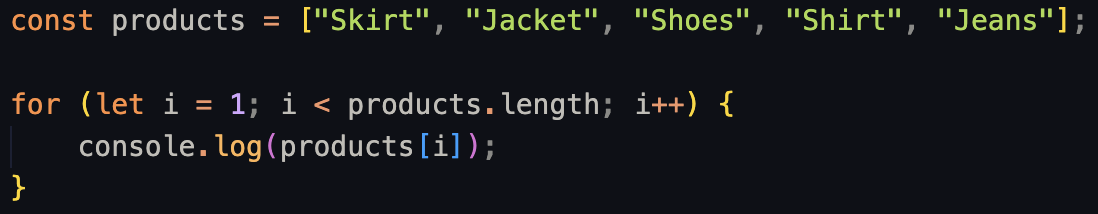 const products = ["Skirt", "Jacket", "Shoes", "Shirt", "Jeans"];
for (let i = 1; i < products.length; i++) {
    console.log(products[i]);
}